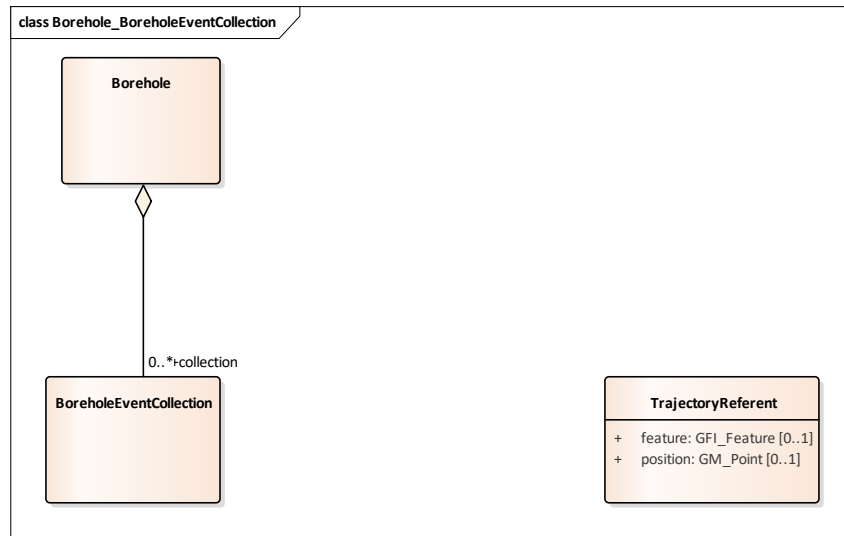 class Borehole_BoreholeEventCollection
Borehole
0..*
+collection
BoreholeEventCollection
TrajectoryReferent
+ feature: GFI_Feature [0..1]
+ position: GM_Point [0..1]